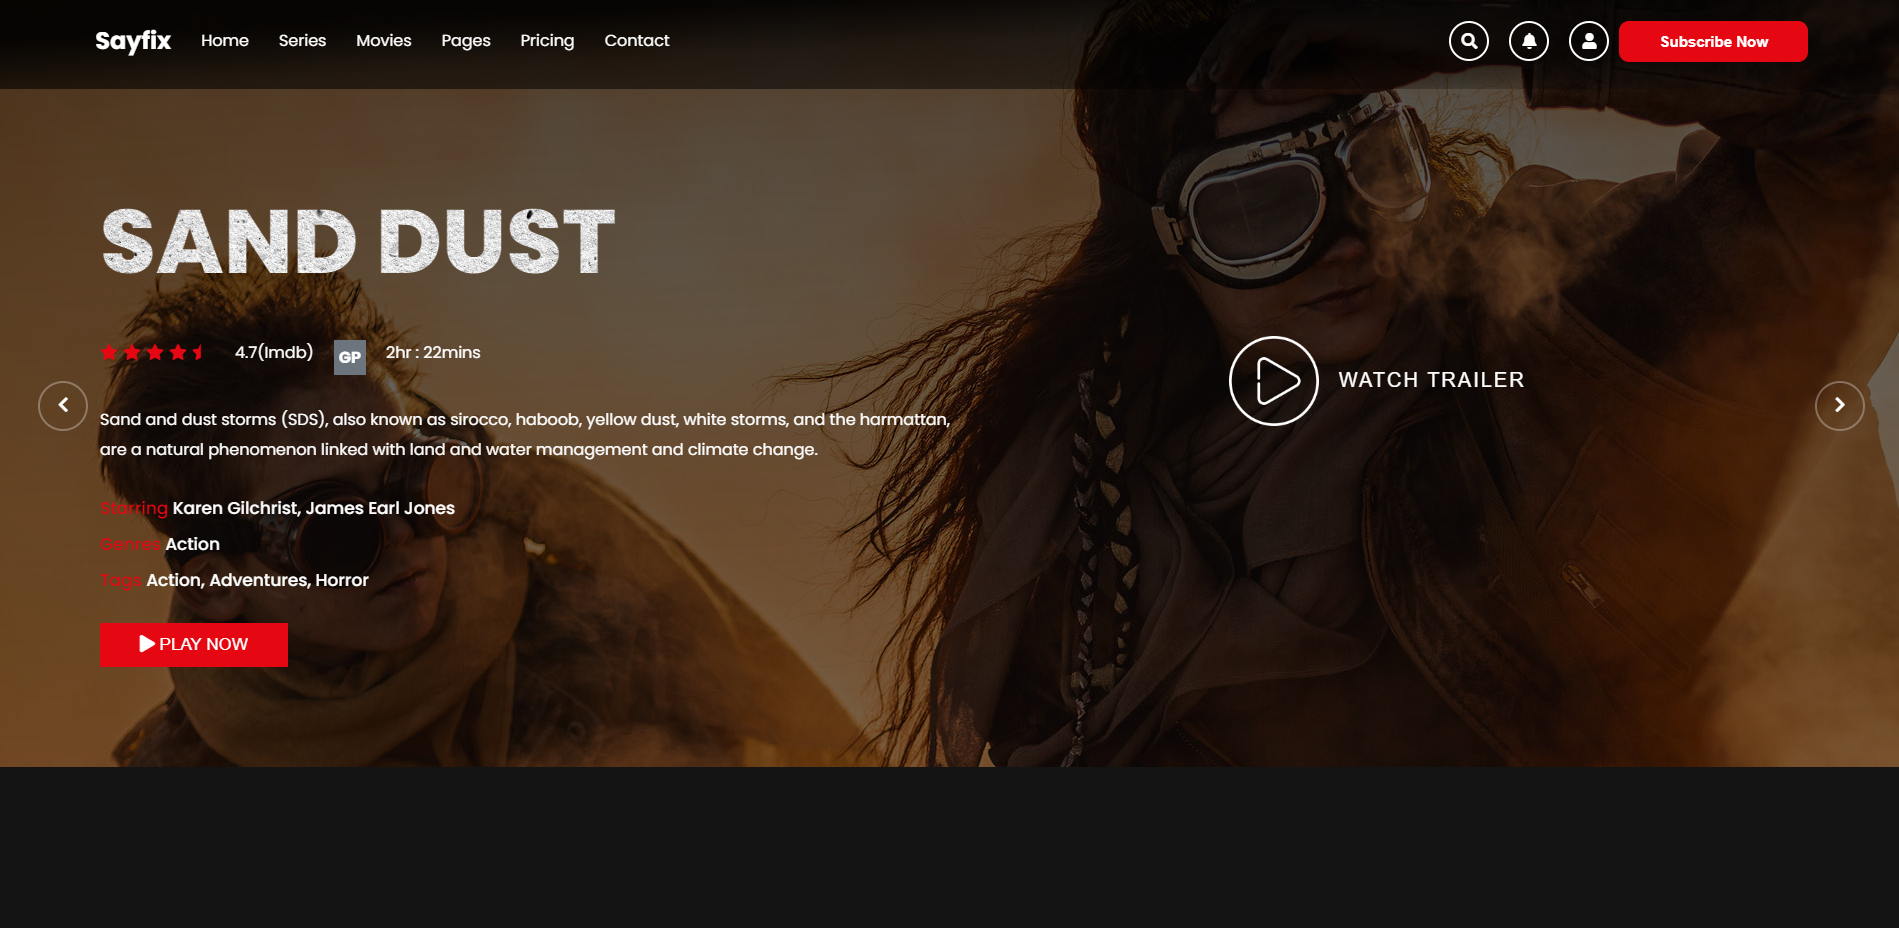 Sayfix Home Series Movies Pages Pricing Contact Subscribe Now
SAND DUST
4.7(Imdb) GP 2hr : 22mins
WATCH TRAILER
Sand and dust storms (SDS), also known as sirocco, haboob, yellow dust, white storms, and the harmattan,
are a natural phenomenon linked with land and water management and climate change.
Starring Karen Gilchrist, James Earl Jones
Genres Action
Tags Action, Adventures, Horror
PLAY NOW